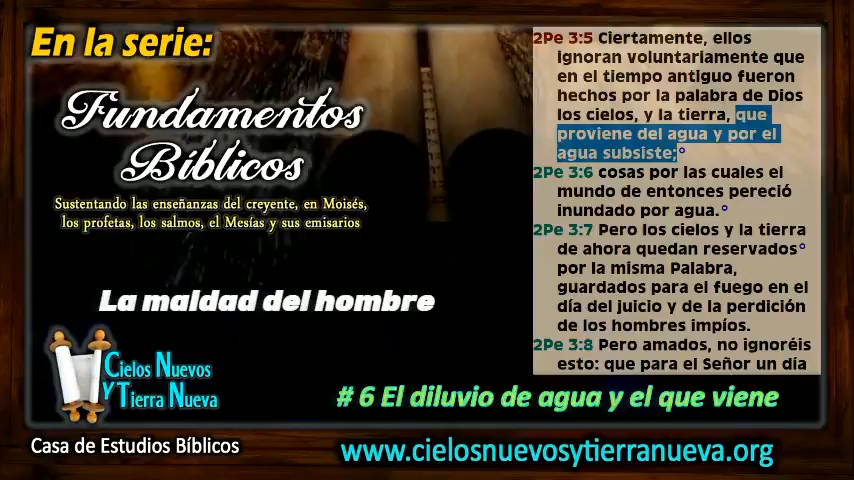 En la serie:
Fundamentos
Bíblicos
Sustentando las enseñanzas del creyente, en Moisés,
los profetas, los salmos, el Mesías y sus emisarios
La maldad del hombre
2Pe 3:5 Ciertamente, ellos
ignoran voluntariamente que
en el tiempo antiguo fueron
hechos por la palabra de Dios
los cielos, y la tierra, que
proviene del agua y por el
agua subsiste;°
2Pe 3:6 cosas por las cuales el
mundo de entonces pereció
inundado por agua.°
2Pe 3:7 Pero los cielos y la tierra
de ahora quedan reservados°
por la misma Palabra,
guardados para el fuego en el
día del juicio y de la perdición
de los hombres impíos.
2Pe 3:8 Pero amados, no ignoréis
esto: que para el Señor un día
Cielos Nuevos
Y Tierra Nueva
# 6 El diluvio de agua y el que viene
Casa de Estudios Bíblicos
www.cielosnuevosytierranueva.org